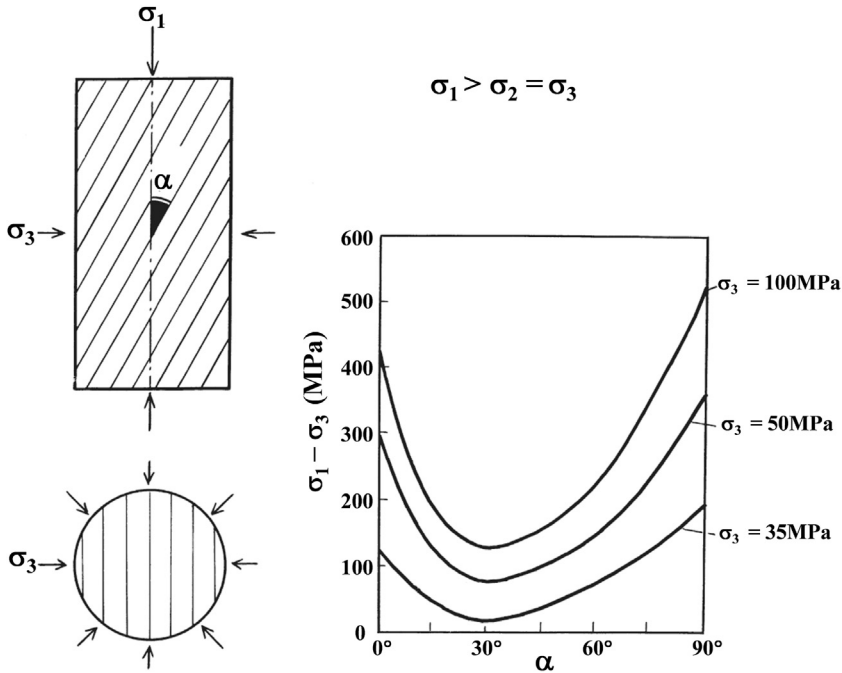 σ₁
σ₁ > σ₂ = σ₃
α
σ₃
600
500
400
300
200
100
0
σ₁ – σ₃ (MPa)
σ₃ = 100MPa
σ₃ = 50MPa
σ₃ = 35MPa
σ₃
0° 30° 60° 90°
α